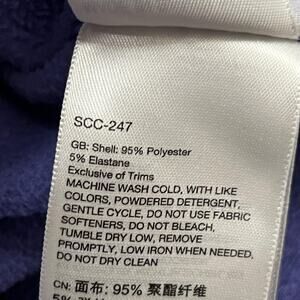 SCC-247
GB: Shell: 95% Polyester
5% Elastane
Exclusive of Trims
MACHINE WASH COLD, WITH LIKE
COLORS, POWDERED DETERGENT,
GENTLE CYCLE, DO NOT USE FABRIC
SOFTENERS, DO NOT BLEACH,
TUMBLE DRY LOW, REMOVE
PROMPTLY, LOW IRON WHEN NEEDED,
DO NOT DRY CLEAN
CN: 面布: 95% 聚酯纤维
5%